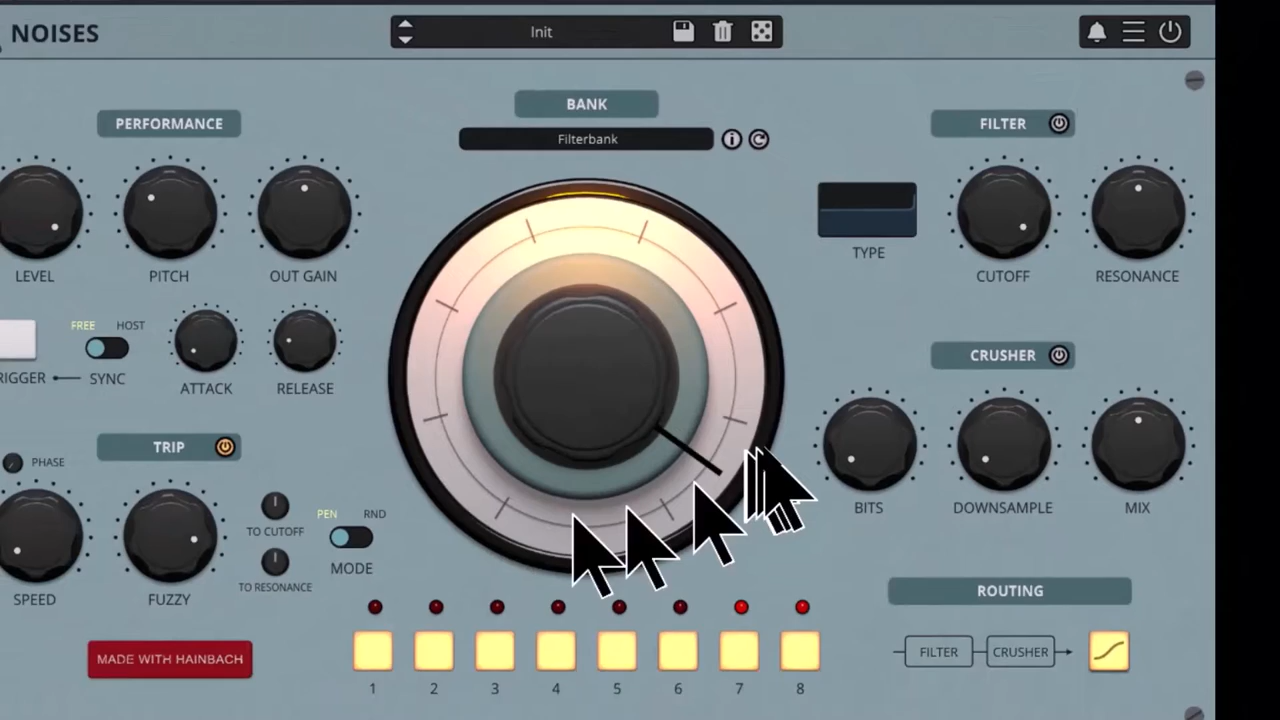 NOISES
Init
BANK
Filterbank
PERFORMANCE
LEVEL PITCH OUT GAIN
FREE HOST
SYNC
ATTACK RELEASE
TRIP
PHASE
TO CUTOFF
TO RESONANCE
PEN RND
MODE
SPEED FUZZY
MADE WITH HAINBACH
1 2 3 4 5 6 7 8
FILTER
TYPE CUTOFF RESONANCE
CRUSHER
BITS DOWNSAMPLE MIX
ROUTING
FILTER CRUSHER